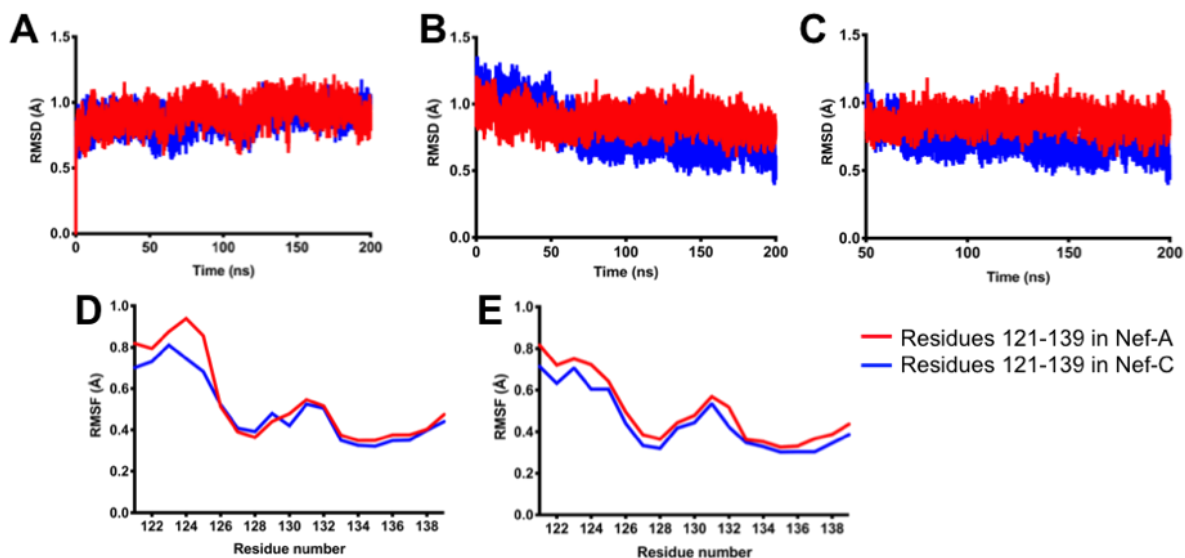 A
1.5
1.0
0.5
0.0
RMSD (Å)
0
50
100
150
200
Time (ns)
B
1.5
1.0
0.5
0.0
RMSD (Å)
0
50
100
150
200
Time (ns)
C
1.5
1.0
0.5
0.0
RMSD (Å)
50
100
150
200
Time (ns)
D
1.0
0.8
0.6
0.4
0.2
0.0
RMSF (Å)
122 124 126 128 130 132 134 136 138
Residue number
E
1.0
0.8
0.6
0.4
0.2
0.0
RMSF (Å)
122 124 126 128 130 132 134 136 138
Residue number
Residues 121-139 in Nef-A
Residues 121-139 in Nef-C